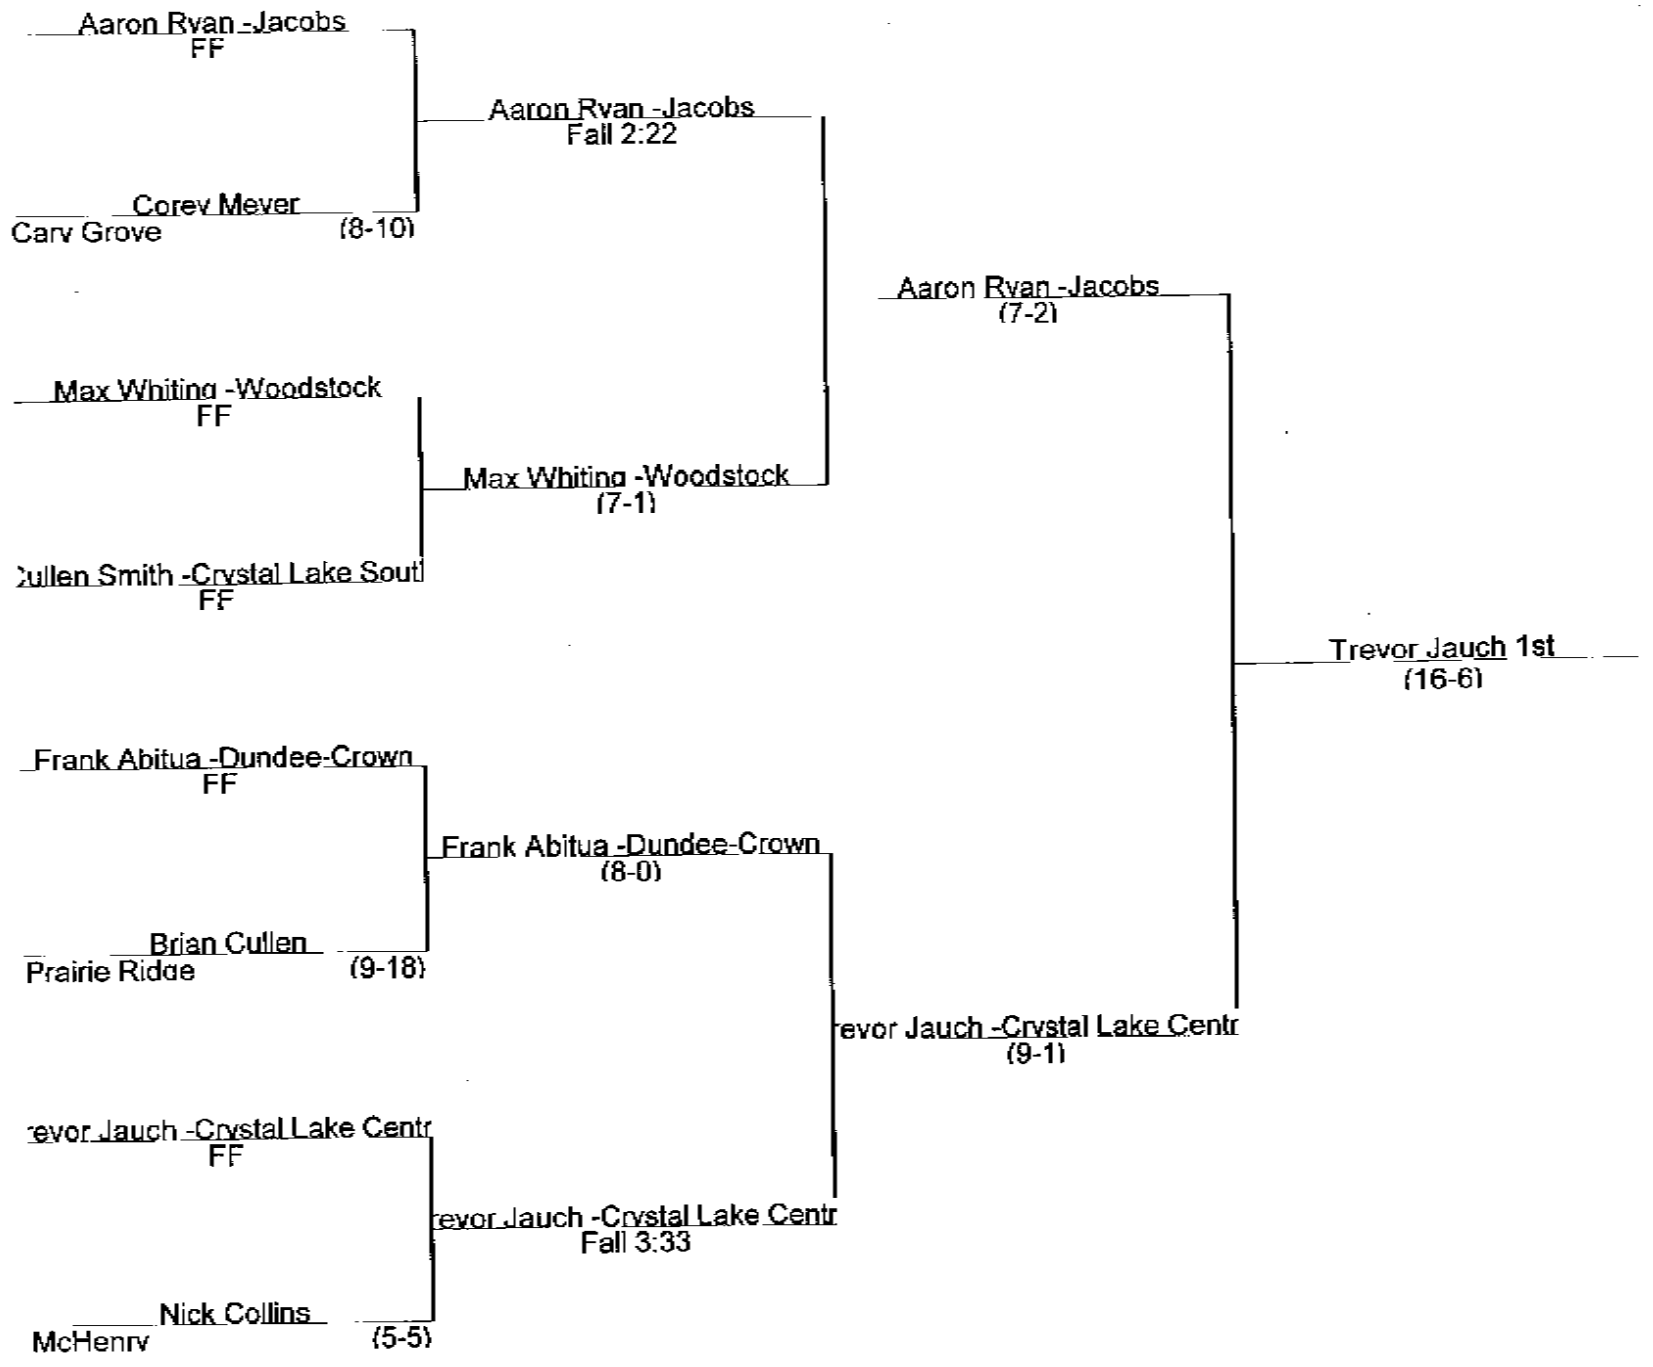 Aaron Ryan -Jacobs
FF
Aaron Ryan -Jacobs
Fall 2:22
Corey Meyer
Cary Grove (8-10)
Aaron Ryan -Jacobs
(7-2)
Max Whiting -Woodstock
FF
Max Whiting -Woodstock
(7-1)
Cullen Smith -Crystal Lake Sout
FF
Trevor Jauch 1st
(16-6)
Frank Abitua -Dundee-Crown
FF
Frank Abitua -Dundee-Crown
(8-0)
Brian Cullen
Prairie Ridge (9-18)
revor Jauch -Crystal Lake Centr
(9-1)
revor Jauch -Crystal Lake Centr
FF
revor Jauch -Crystal Lake Centr
Fall 3:33
Nick Collins
McHenry (5-5)